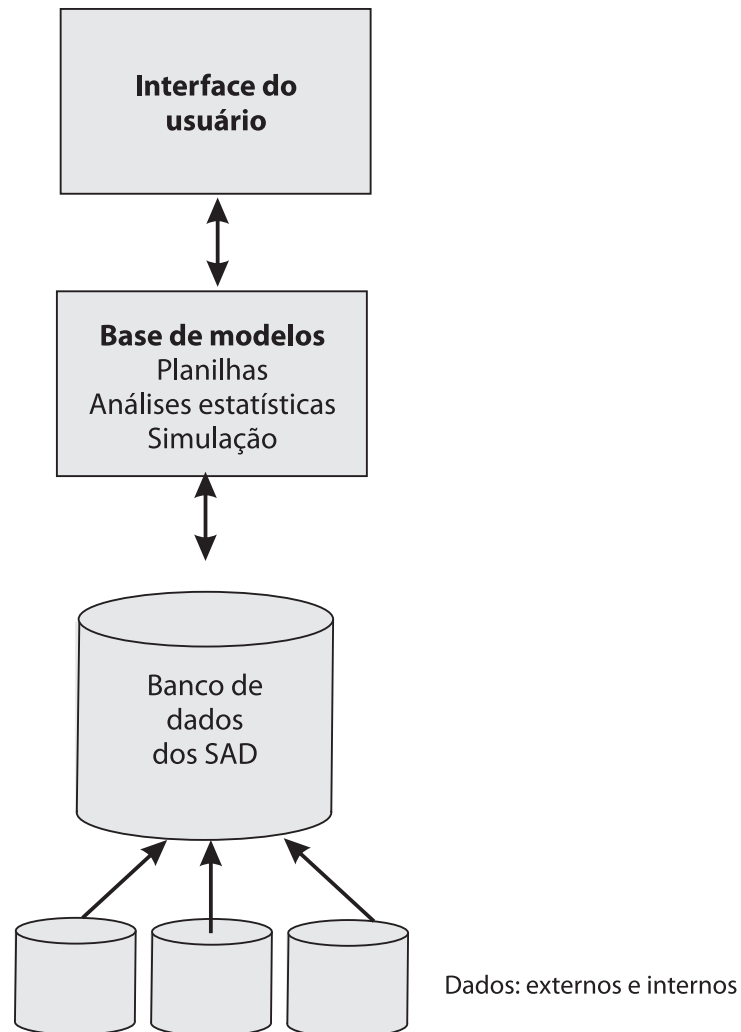 Interface do
usuário
Base de modelos
Planilhas
Análises estatísticas
Simulação
Banco de
dados
dos SAD
Dados: externos e internos